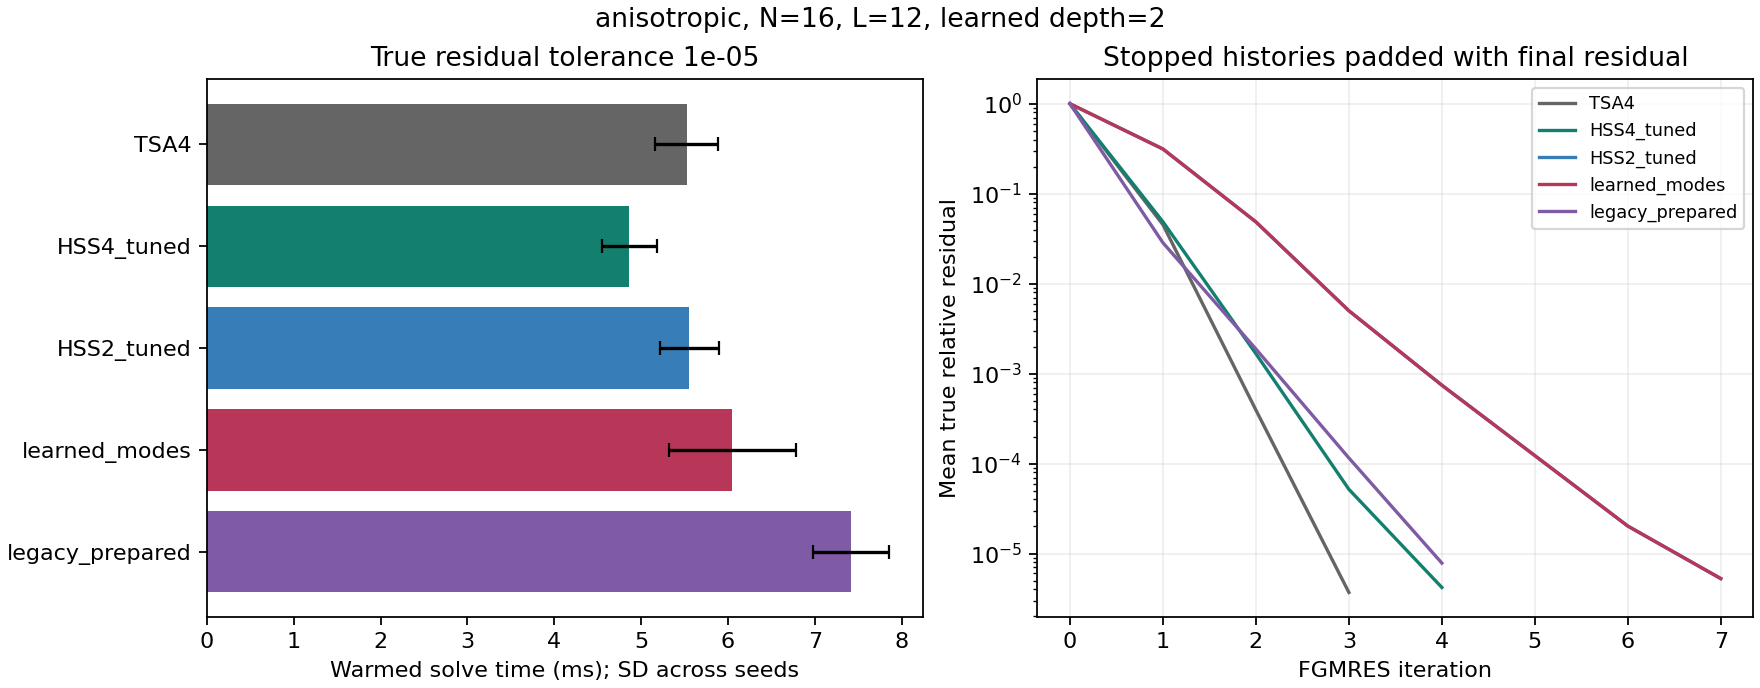 anisotropic, N=16, L=12, learned depth=2
True residual tolerance 1e-05
TSA4
HSS4_tuned
HSS2_tuned
learned_modes
legacy_prepared
0 1 2 3 4 5 6 7 8
Warmed solve time (ms); SD across seeds
Stopped histories padded with final residual
Mean true relative residual
10⁰
10⁻¹
10⁻²
10⁻³
10⁻⁴
10⁻⁵
TSA4
HSS4_tuned
HSS2_tuned
learned_modes
legacy_prepared
0 1 2 3 4 5 6 7
FGMRES iteration